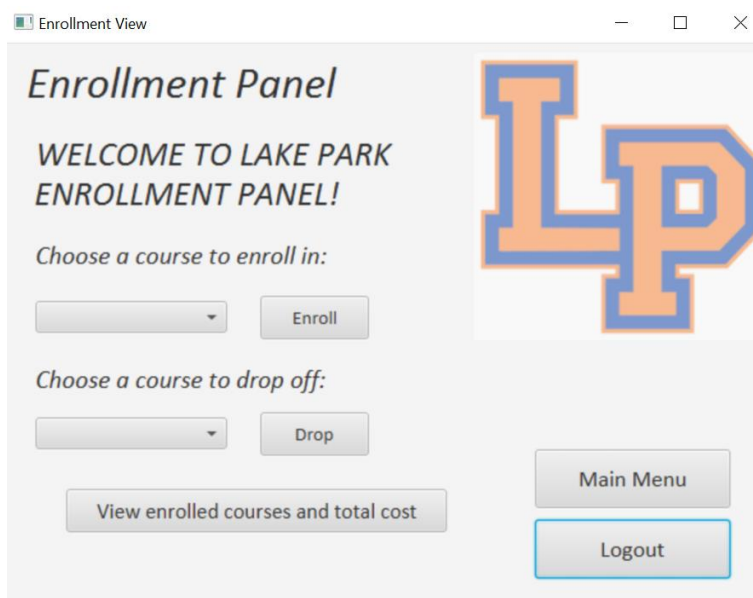 Enrollment View
Enrollment Panel
WELCOME TO LAKE PARK
ENROLLMENT PANEL!
LP
Choose a course to enroll in:
Enroll
Choose a course to drop off:
Drop
Main Menu
View enrolled courses and total cost
Logout